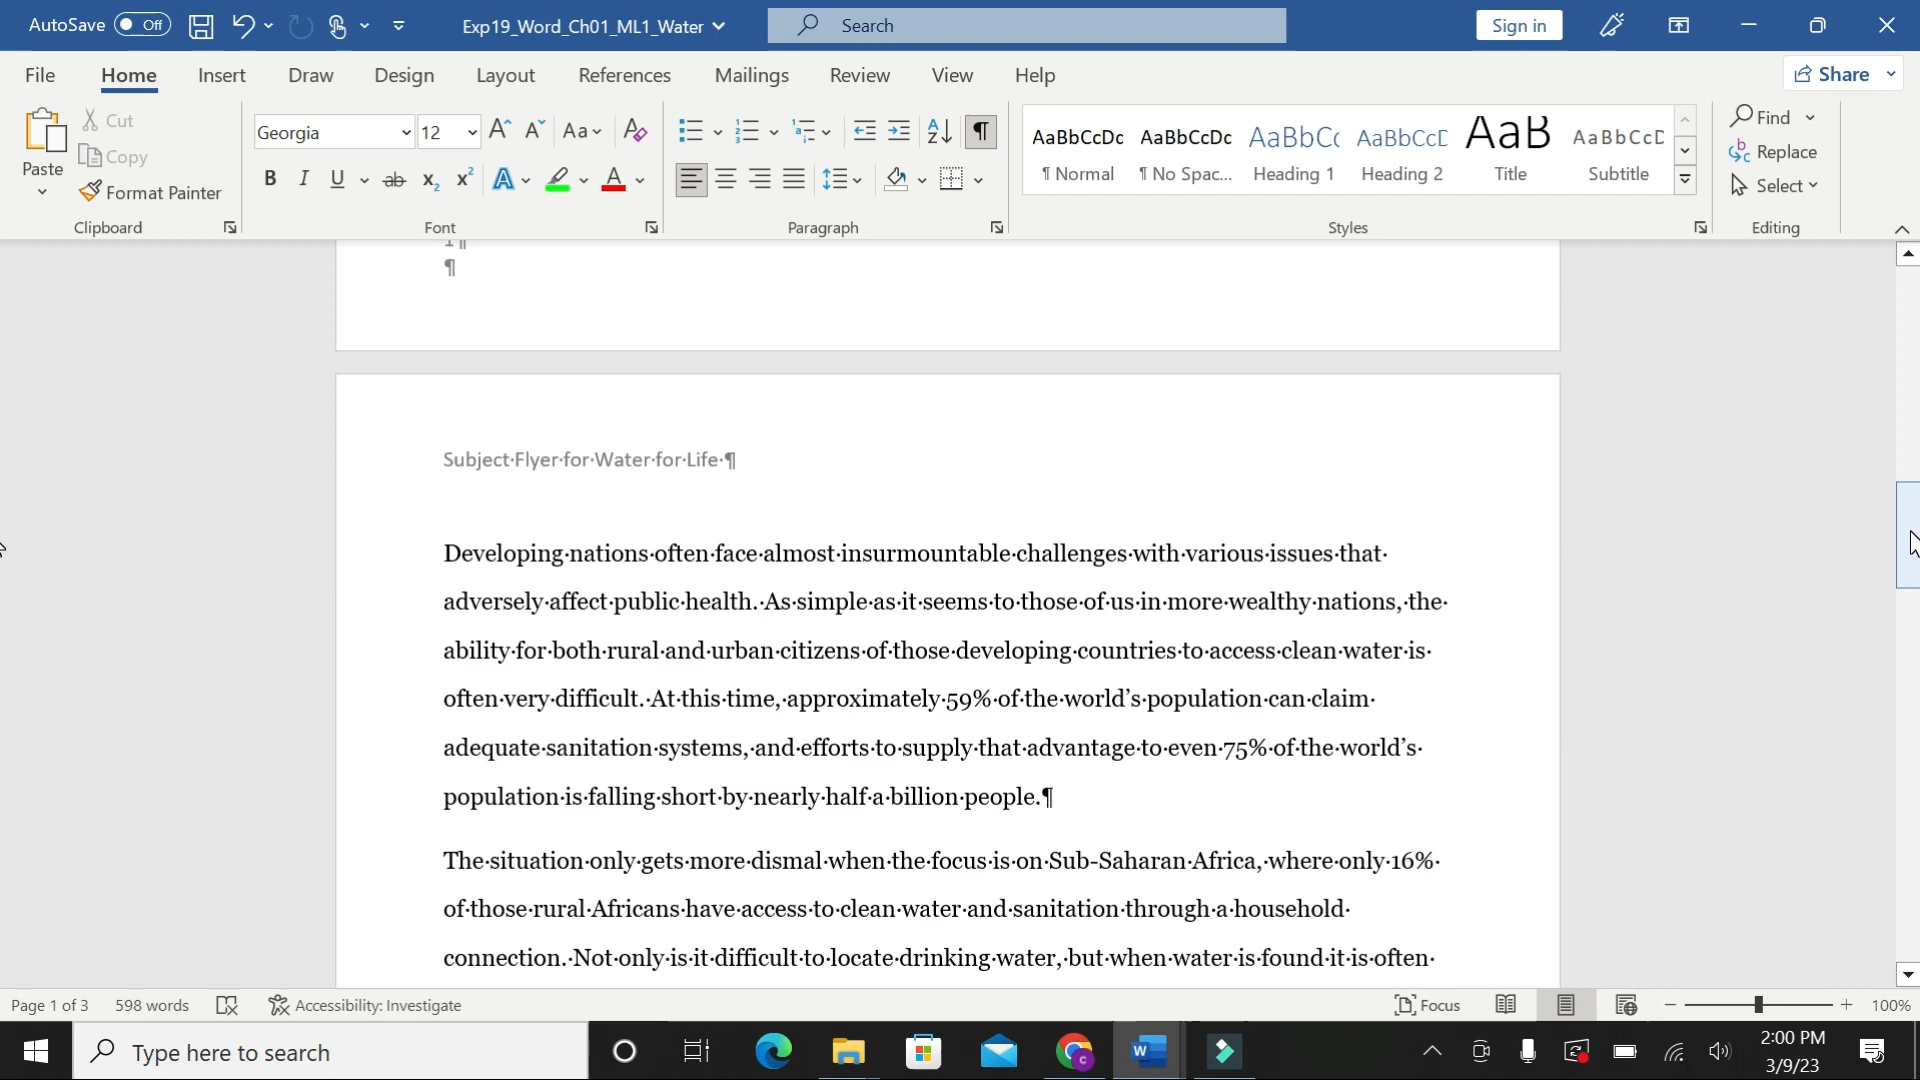 AutoSave Off Exp19_Word_Ch01_ML1_Water Search Sign in
File Home Insert Draw Design Layout References Mailings Review View Help Share
Paste Cut Copy Format Painter Clipboard
Georgia 12 Aa Font
Paragraph
AaBbCcDc AaBbCcDc AaBbC AaBbCcD AaB AaBbCcD
¶ Normal ¶ No Spac... Heading 1 Heading 2 Title Subtitle
Styles
Find
Replace
Select
Editing
Subject·Flyer·for·Water·for·Life·¶
Developing·nations·often·face·almost·insurmountable·challenges·with·various·issues·that·
adversely·affect·public·health.·As·simple·as·it·seems·to·those·of·us·in·more·wealthy·nations,·the·
ability·for·both·rural·and·urban·citizens·of·those·developing·countries·to·access·clean·water·is·
often·very·difficult.·At·this·time,·approximately·59%·of·the·world’s·population·can·claim·
adequate·sanitation·systems,·and·efforts·to·supply·that·advantage·to·even·75%·of·the·world’s·
population·is·falling·short·by·nearly·half·a·billion·people.¶
The·situation·only·gets·more·dismal·when·the·focus·is·on·Sub-Saharan·Africa,·where·only·16%·
of·those·rural·Africans·have·access·to·clean·water·and·sanitation·through·a·household·
connection.·Not·only·is·it·difficult·to·locate·drinking·water,·but·when·water·is·found·it·is·often·
Page 1 of 3 598 words Accessibility: Investigate Focus 100%
Type here to search 2:00 PM
3/9/23